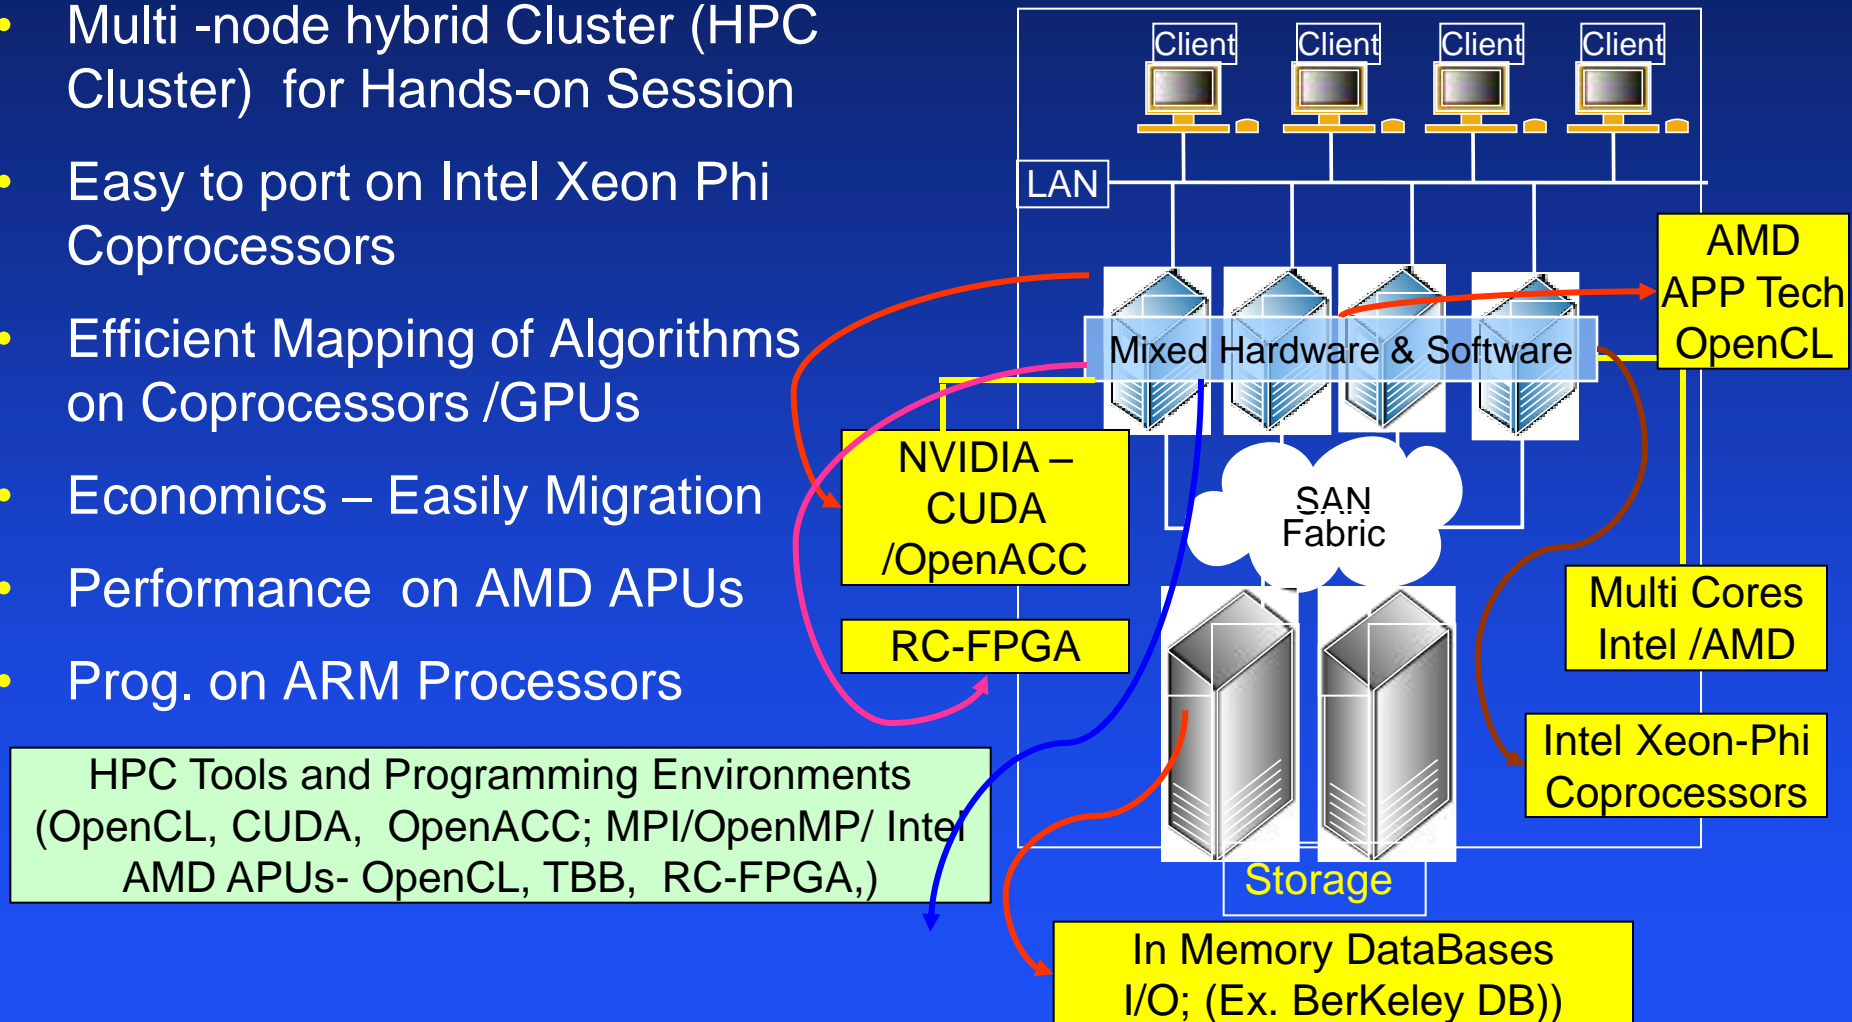 • Multi -node hybrid Cluster (HPC
Cluster)  for Hands-on Session
• Easy to port on Intel Xeon Phi
Coprocessors
• Efficient Mapping of Algorithms
on Coprocessors /GPUs
• Economics – Easily Migration
• Performance  on AMD APUs
• Prog. on ARM Processors
HPC Tools and Programming Environments
(OpenCL, CUDA,  OpenACC; MPI/OpenMP/ Intel
AMD APUs- OpenCL, TBB,  RC-FPGA,)
Client Client Client Client
LAN
AMD
APP Tech
OpenCL
Mixed Hardware & Software
NVIDIA –
CUDA
/OpenACC
SAN
Fabric
RC-FPGA
Multi Cores
Intel /AMD
Intel Xeon-Phi
Coprocessors
Storage
In Memory DataBases
I/O; (Ex. BerKeley DB))